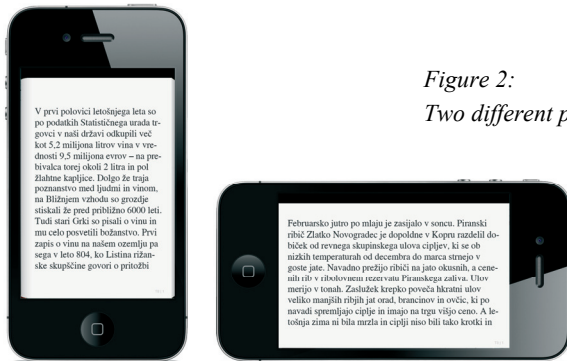 V prvi polovici letošnjega leta so
po podatkih Statističnega urada tr-
govci v naši državi odkupili več
kot 5,2 milijona litrov vina v vre-
dnosti 9,5 milijona evrov – na pre-
bivalca torej okoli 2 litra in pol
žlahtne kapljice. Dolgo že traja
poznanstvo med ljudmi in vinom,
na Bližnjem vzhodu so grozdje
stiskali že pred približno 6000 leti.
Tudi stari Grki so pisali o vinu in
mu celo posvetili božanstvo. Prvi
zapis o vinu na našem ozemlju pa
sega v leto 804, ko Listina rižan-
ske skupščine govori o pritožbi
Figure 2:
Two different p
Februarsko jutro po mlaju je zasijalo v soncu. Piranski
ribič Zlatko Novogradec je dopoldne v Kopru razdelil do-
biček od revnega skupinskega ulova cipljev, ki se ob
nizkih temperaturah od decembra do marca strnejo v
goste jate. Navadno prežijo ribiči na jato okusnih, a cene-
nih rib v ribolovnem rezervatu Piranskega zaliva. Ulov
merijo v tonah. Zaslužek krepko poveča hkratni ulov
veliko manjših ribjih jat orad, brancinov in ovčic, ki po
navadi spremljajo ciplje in imajo na trgu višjo ceno. A le-
tošnja zima ni bila mrzla in ciplji niso bili tako krotki in